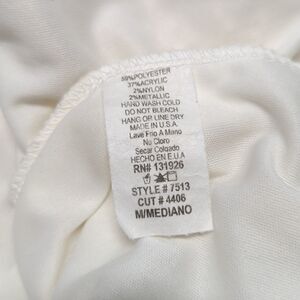 59%POLYESTER
37%ACRYLIC
2%NYLON
2%METALLIC
HAND WASH COLD
DO NOT BLEACH
HANG OR LINE DRY
MADE IN U.S.A
Lave Frio A Mano
No Cloro
Secar Colgado
HECHO EN E.U.A
RN# 131926
STYLE # 7513
CUT # 4406
M/MEDIANO